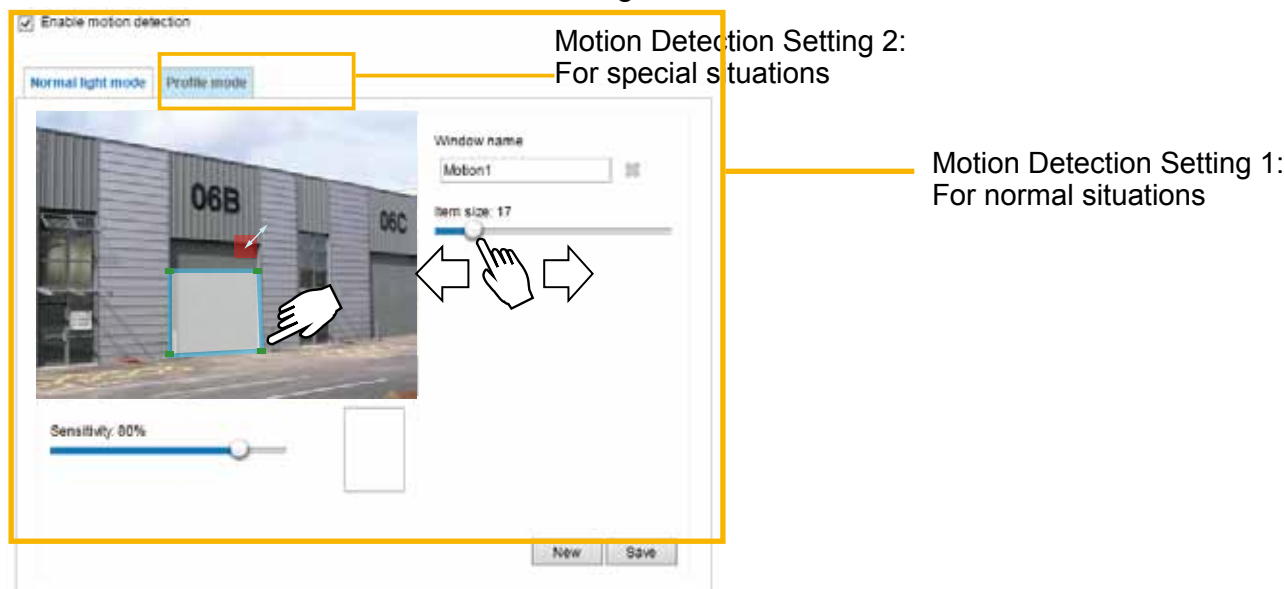 Enable motion detection
Motion Detection Setting 2:
For special situations
Normal light mode
Profile mode
Motion Detection Setting 1:
For normal situations
Window name
Motion1
Item size: 17
06B
06C
Sensitivity: 80%
New
Save